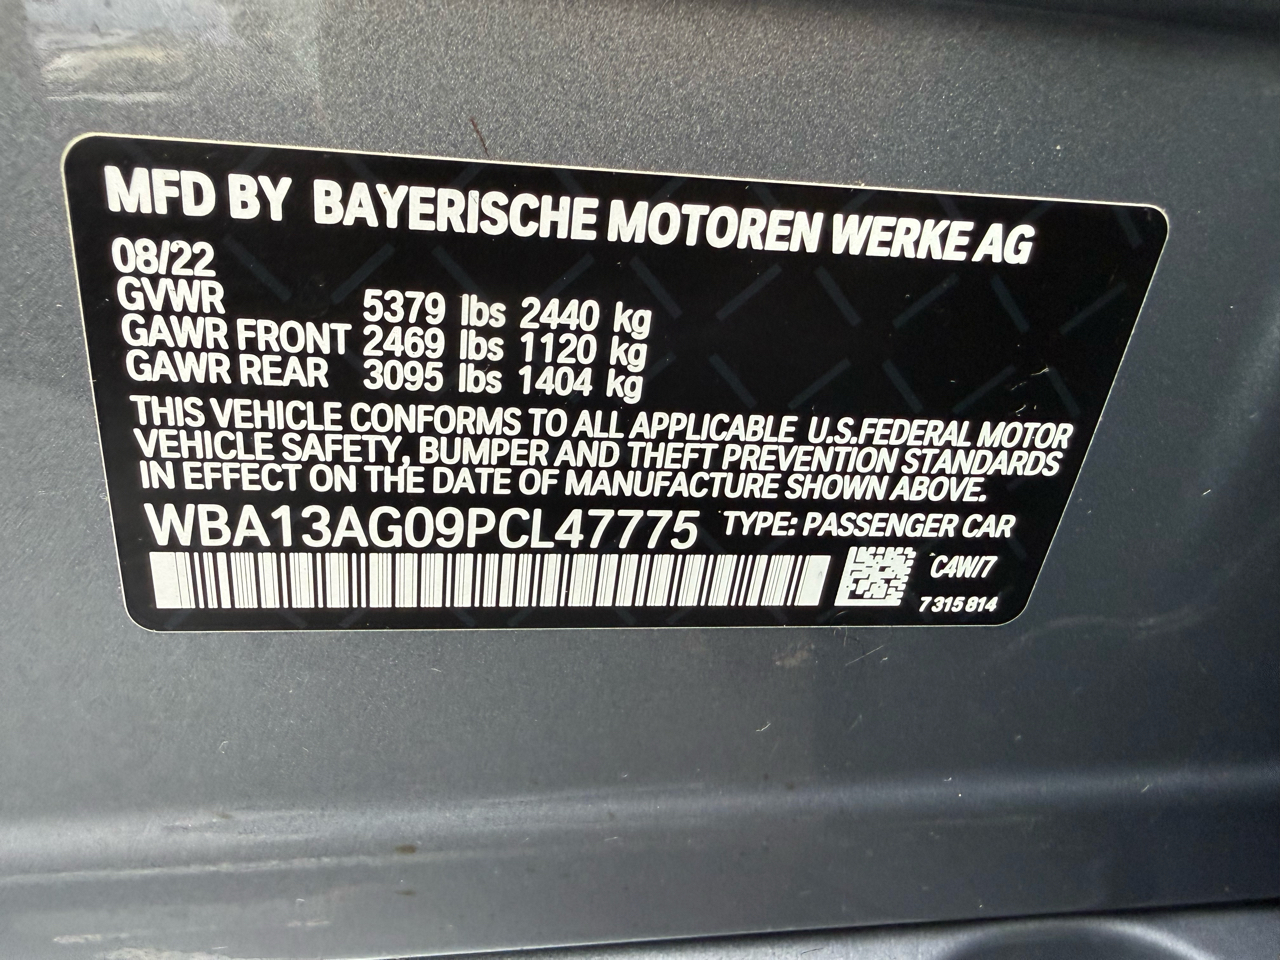 MFD BY BAYERISCHE MOTOREN WERKE AG
08/22
GVWR 5379 lbs 2440 kg
GAWR FRONT 2469 lbs 1120 kg
GAWR REAR 3095 lbs 1404 kg
THIS VEHICLE CONFORMS TO ALL APPLICABLE U.S.FEDERAL MOTOR
VEHICLE SAFETY, BUMPER AND THEFT PREVENTION STANDARDS
IN EFFECT ON THE DATE OF MANUFACTURE SHOWN ABOVE.
WBA13AG09PCL47775 TYPE: PASSENGER CAR
C4W/7
7 315 814